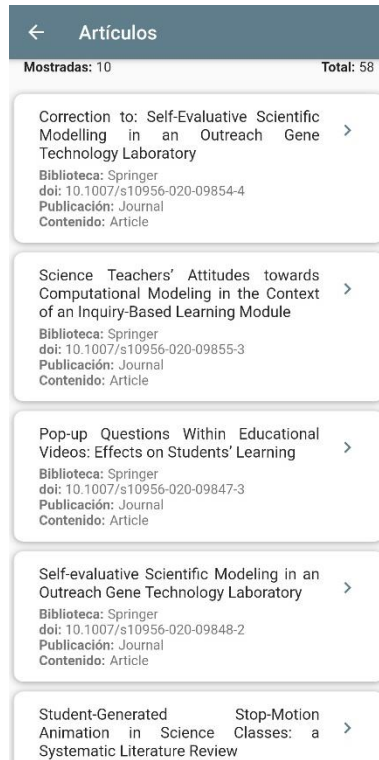 Artículos
Mostradas: 10 Total: 58
Correction to: Self-Evaluative Scientific
Modelling in an Outreach Gene
Technology Laboratory
Biblioteca: Springer
doi: 10.1007/s10956-020-09854-4
Publicación: Journal
Contenido: Article
Science Teachers’ Attitudes towards
Computational Modeling in the Context
of an Inquiry-Based Learning Module
Biblioteca: Springer
doi: 10.1007/s10956-020-09855-3
Publicación: Journal
Contenido: Article
Pop-up Questions Within Educational
Videos: Effects on Students’ Learning
Biblioteca: Springer
doi: 10.1007/s10956-020-09847-3
Publicación: Journal
Contenido: Article
Self-evaluative Scientific Modeling in an
Outreach Gene Technology Laboratory
Biblioteca: Springer
doi: 10.1007/s10956-020-09848-2
Publicación: Journal
Contenido: Article
Student-Generated Stop-Motion
Animation in Science Classes: a
Systematic Literature Review